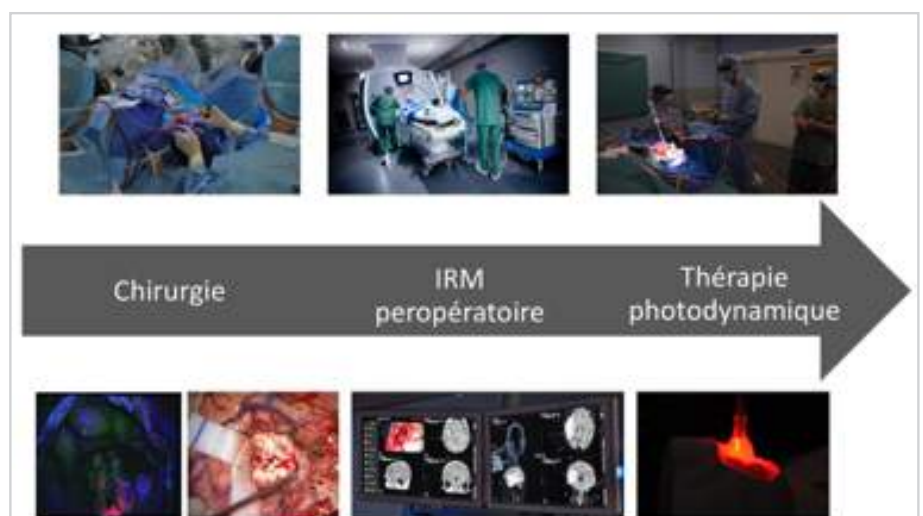 Chirurgie
IRM
peropératoire
Thérapie
photodynamique